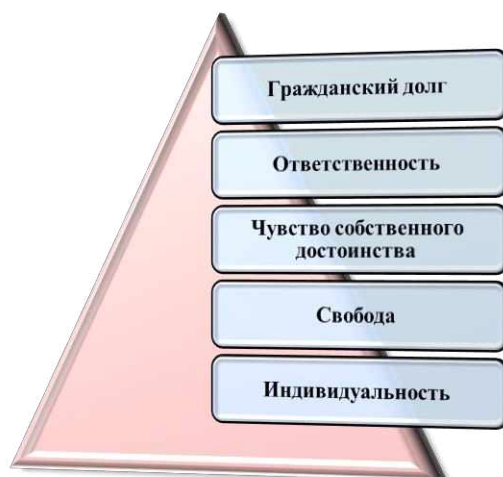 Гражданский долг
Ответственность
Чувство собственного
достоинства
Свобода
Индивидуальность